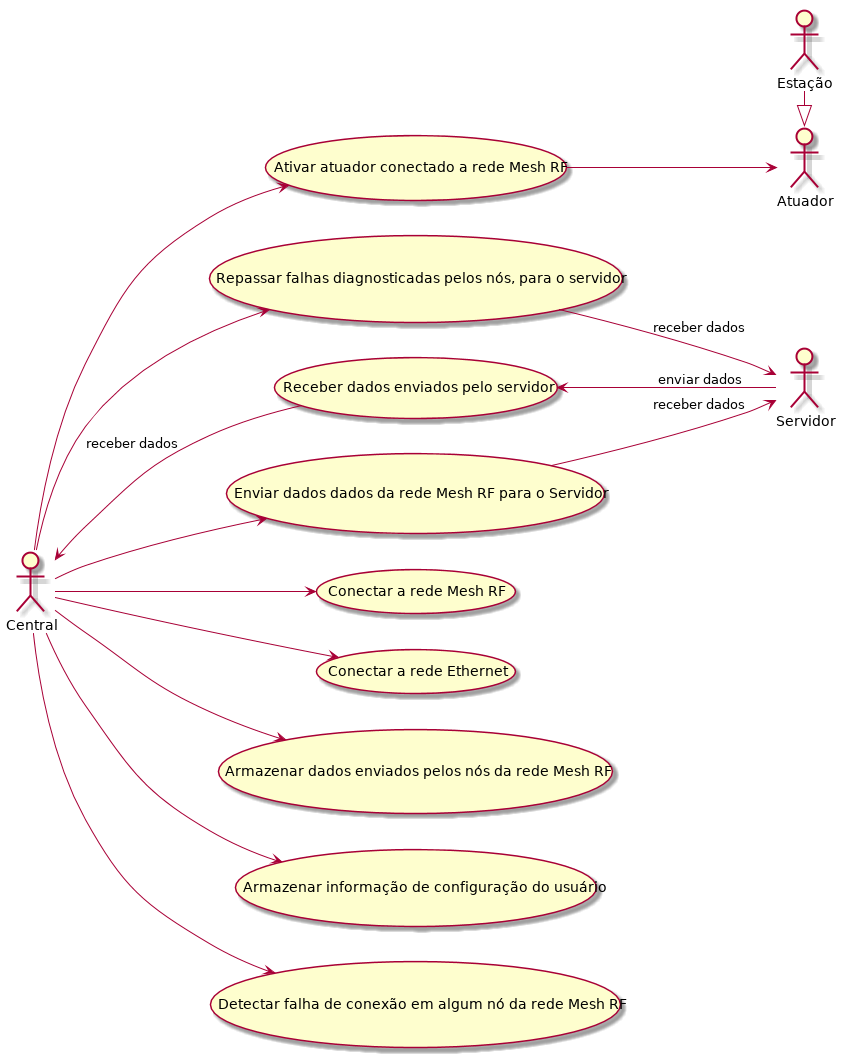 Estação
Ativar atuador conectado a rede Mesh RF
Atuador
Repassar falhas diagnosticadas pelos nós, para o servidor
receber dados
Receber dados enviados pelo servidor
enviar dados
receber dados
Servidor
receber dados
Enviar dados dados da rede Mesh RF para o Servidor
Conectar a rede Mesh RF
Central
Conectar a rede Ethernet
Armazenar dados enviados pelos nós da rede Mesh RF
Armazenar informação de configuração do usuário
Detectar falha de conexão em algum nó da rede Mesh RF